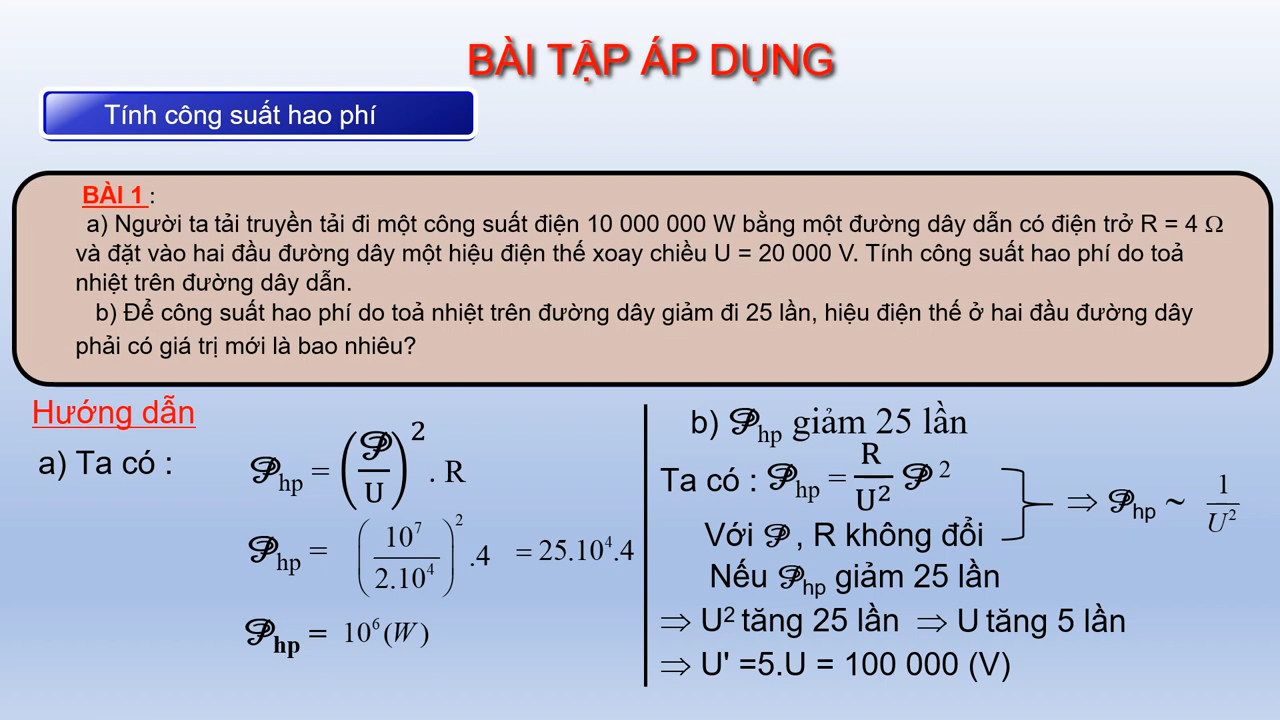 BÀI TẬP ÁP DỤNG
Tính công suất hao phí
BÀI 1 :
a) Người ta tải truyền tải đi một công suất điện 10 000 000 W bằng một đường dây dẫn có điện trở R = 4 Ω
và đặt vào hai đầu đường dây một hiệu điện thế xoay chiều U = 20 000 V. Tính công suất hao phí do toả
nhiệt trên đường dây dẫn.
b) Để công suất hao phí do toả nhiệt trên đường dây giảm đi 25 lần, hiệu điện thế ở hai đầu đường dây
phải có giá trị mới là bao nhiêu?
Hướng dẫn
a) Ta có : 𝒫hp = (𝒫/U)² . R
𝒫hp = (10⁷/2.10⁴)² .4 = 25.10⁴.4
𝒫hp = 10⁶ (W)
b) 𝒫hp giảm 25 lần
Ta có : 𝒫hp = R/U² 𝒫 ²
Với 𝒫 , R không đổi
⇒ 𝒫hp ~ 1/U²
Nếu 𝒫hp giảm 25 lần
⇒ U² tăng 25 lần ⇒ U tăng 5 lần
⇒ U' =5.U = 100 000 (V)